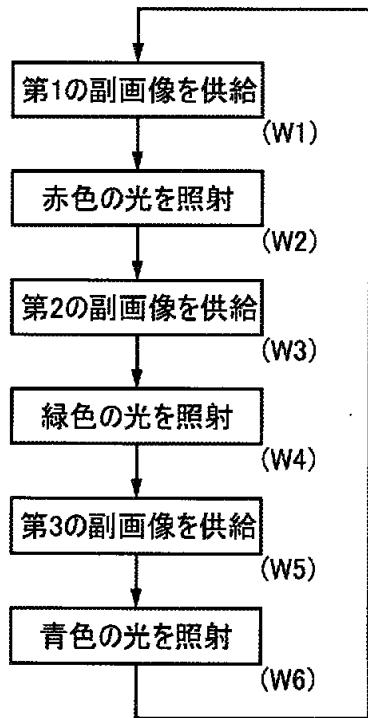 第1の副画像を供給
(W1)
赤色の光を照射
(W2)
第2の副画像を供給
(W3)
緑色の光を照射
(W4)
第3の副画像を供給
(W5)
青色の光を照射
(W6)